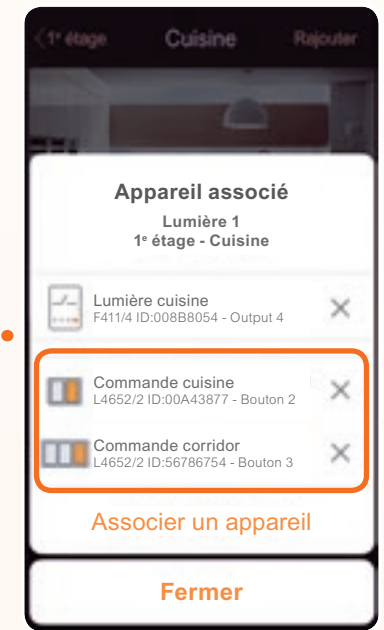 1ᵉ étage Cuisine Rajouter
Appareil associé
Lumière 1
1ᵉ étage - Cuisine
Lumière cuisine
F411/4 ID:008B8054 - Output 4
Commande cuisine
L4652/2 ID:00A43877 - Bouton 2
Commande corridor
L4652/2 ID:56786754 - Bouton 3
Associer un appareil
Fermer